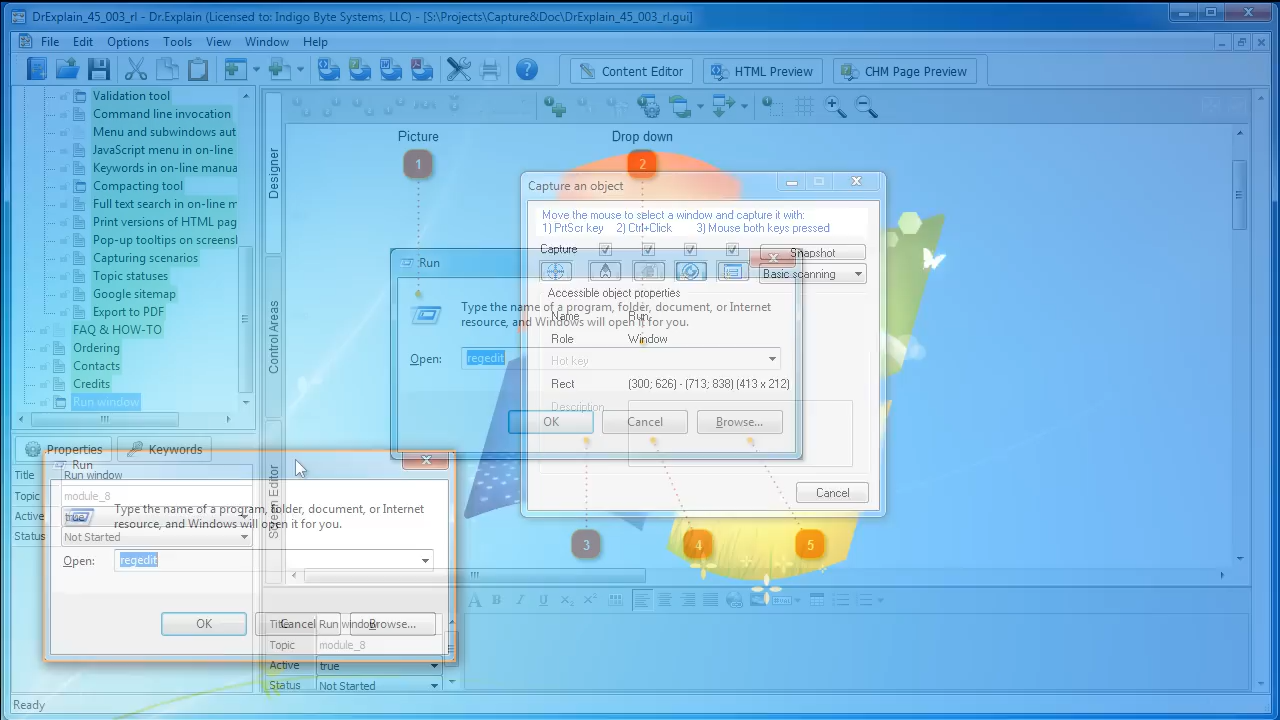 DrExplain_45_003_rl - Dr.Explain (Licensed to: Indigo Byte Systems, LLC) - [S:\Projects\Capture&Doc\DrExplain_45_003_rl.gui]
File Edit Options Tools View Window Help
Content Editor HTML Preview CHM Page Preview
Validation tool
Command line invocation
Menu and subwindows aut
JavaScript menu in on-line
Keywords in on-line manua
Compacting tool
Full text search in on-line m
Print versions of HTML pag
Pop-up tooltips on screensh
Capturing scenarios
Topic statuses
Google sitemap
Export to PDF
FAQ & HOW-TO
Ordering
Contacts
Credits
Run window
Designer
Control Areas
Screen Editor
Picture
1
Drop down
2
Capture an object
Move the mouse to select a window and capture it with:
1) PrtScr key 2) Ctrl+Click 3) Mouse both keys pressed
Capture
Snapshot
Basic scanning
Accessible object properties
Name Run
Role Window
Hot key
Rect (300; 626) - (713; 838) (413 x 212)
Description
Cancel
Run
Type the name of a program, folder, document, or Internet
resource, and Windows will open it for you.
Open: regedit
OK Cancel Browse...
3
4
5
Properties Keywords
Title Run window
Topic module_8
Active true
Status Not Started
Run
Type the name of a program, folder, document, or Internet
resource, and Windows will open it for you.
Open: regedit
OK Cancel Browse...
B I U x₂ x²
Title Run window
Topic module_8
Active true
Status Not Started
Ready